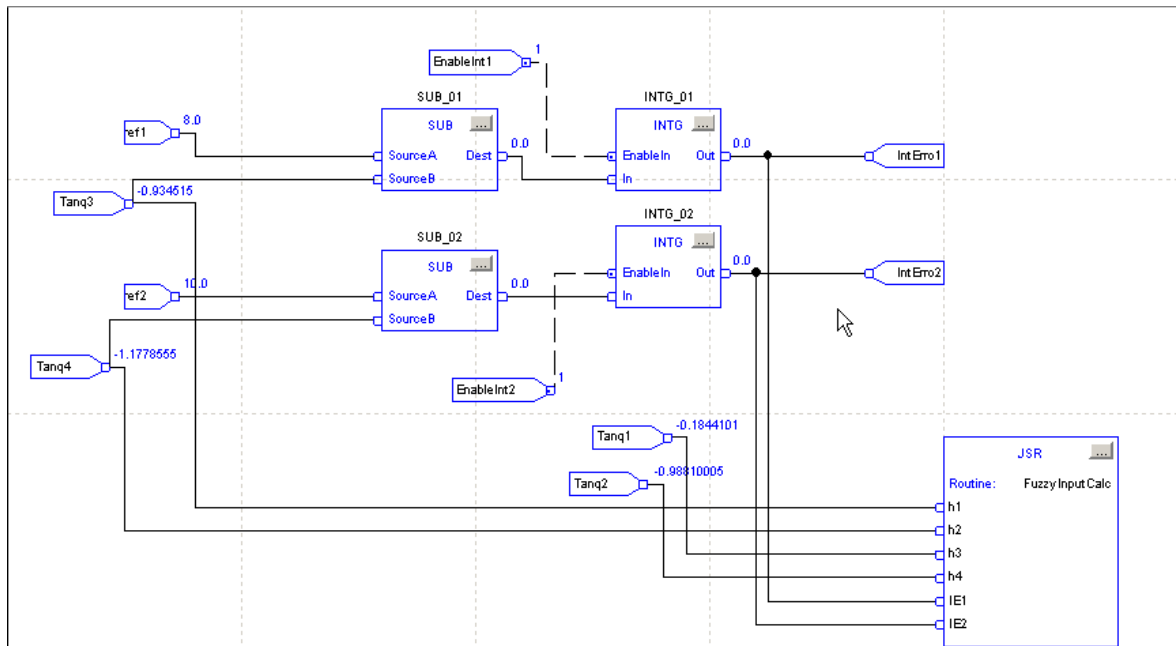 1
EnableInt1
SUB_01
INTG_01
8.0
SUB ...
INTG ...
ref1
0.0
0.0
SourceA Dest
EnableIn Out
IntErro1
SourceB
In
-0.934515
Tanq3
INTG_02
SUB_02
INTG ...
SUB ...
0.0
10.0
0.0
EnableIn Out
IntErro2
ref2
SourceA Dest
In
SourceB
-1.1778555
Tanq4
1
EnableInt2
-0.1844101
Tanq1
JSR ...
-0.98810005
Tanq2
Routine: FuzzyInputCalc
h1
h2
h3
h4
IE1
IE2